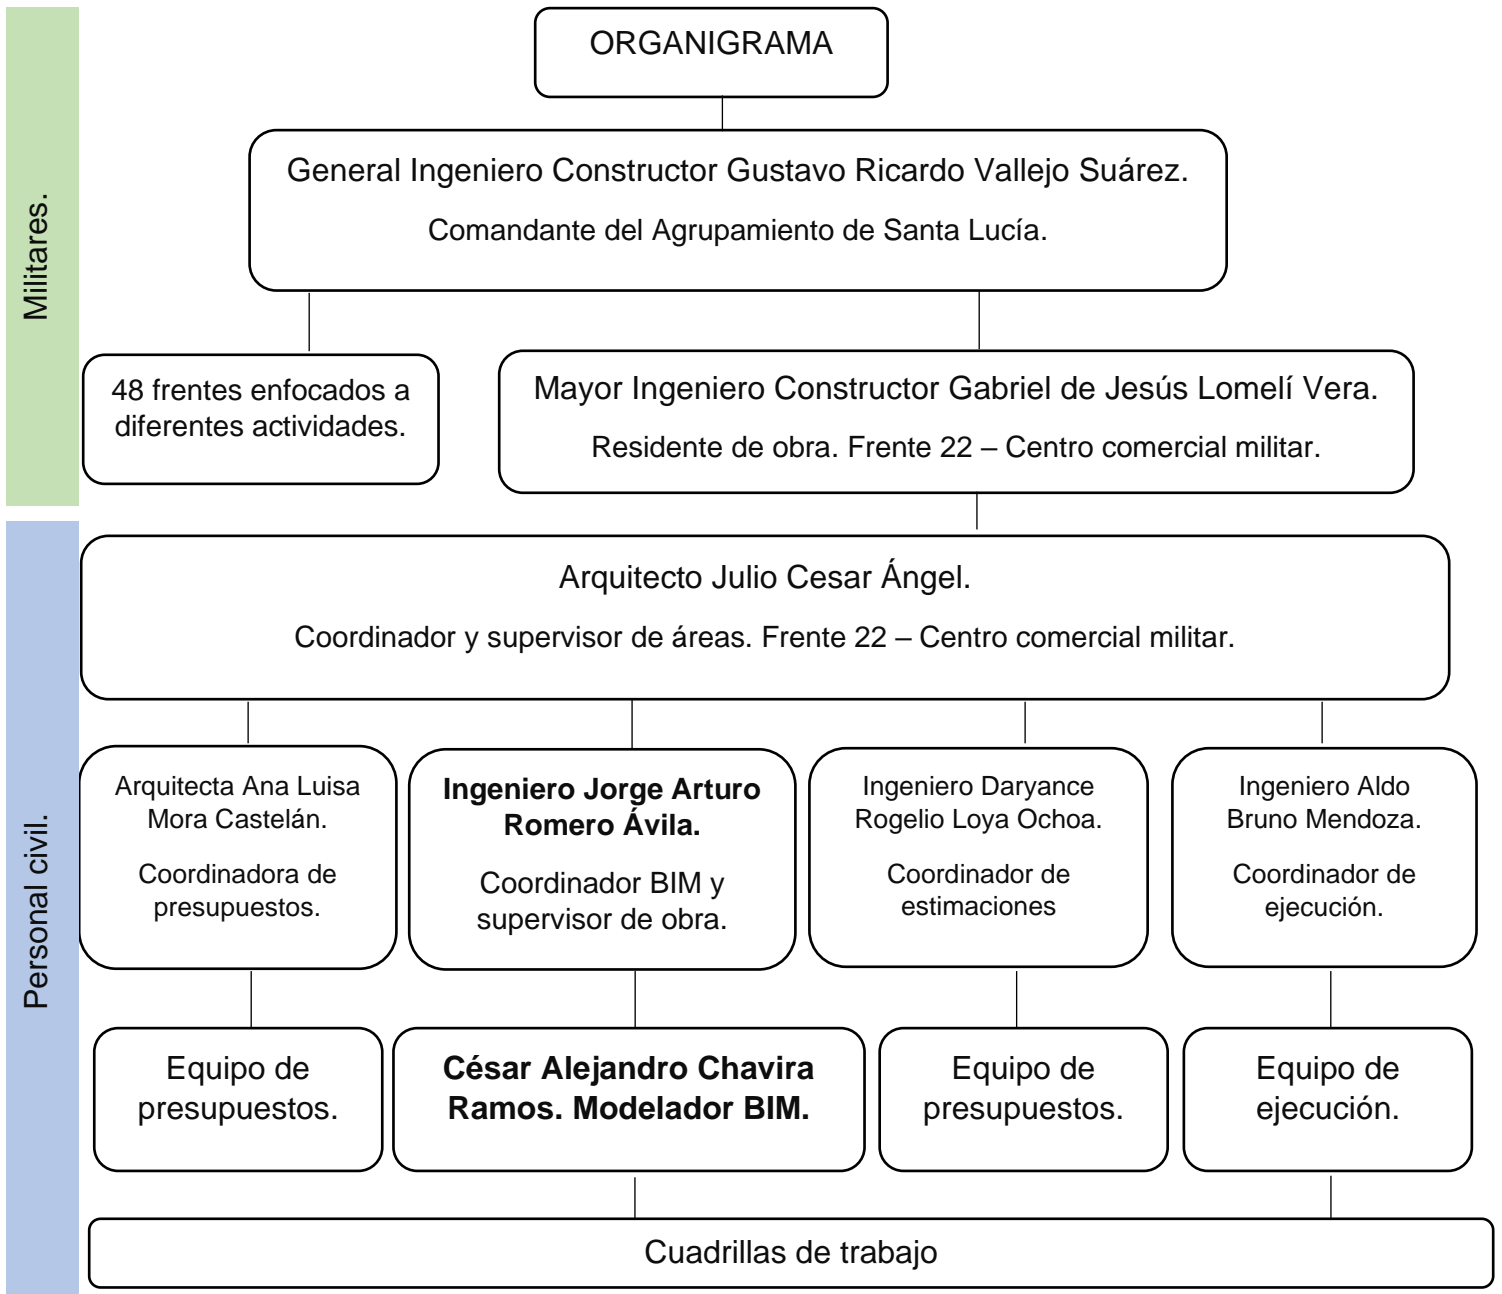 ORGANIGRAMA
Militares.
General Ingeniero Constructor Gustavo Ricardo Vallejo Suárez.
Comandante del Agrupamiento de Santa Lucía.
48 frentes enfocados a
diferentes actividades.
Mayor Ingeniero Constructor Gabriel de Jesús Lomelí Vera.
Residente de obra. Frente 22 – Centro comercial militar.
Personal civil.
Arquitecto Julio Cesar Ángel.
Coordinador y supervisor de áreas. Frente 22 – Centro comercial militar.
Arquitecta Ana Luisa
Mora Castelán.
Coordinadora de
presupuestos.
Ingeniero Jorge Arturo
Romero Ávila.
Coordinador BIM y
supervisor de obra.
Ingeniero Daryance
Rogelio Loya Ochoa.
Coordinador de
estimaciones
Ingeniero Aldo
Bruno Mendoza.
Coordinador de
ejecución.
Equipo de
presupuestos.
César Alejandro Chavira
Ramos. Modelador BIM.
Equipo de
presupuestos.
Equipo de
ejecución.
Cuadrillas de trabajo